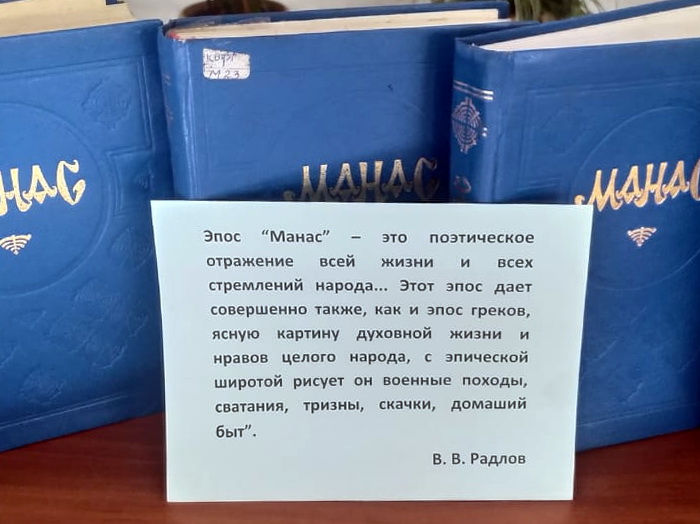 МАНАС
МАНАС
Эпос “Манас” – это поэтическое
отражение всей жизни и всех
стремлений народа... Этот эпос дает
совершенно также, как и эпос греков,
ясную картину духовной жизни и
нравов целого народа, с эпической
широтой рисует он военные походы,
сватания, тризны, скачки, домаший
быт”.
В. В. Радлов